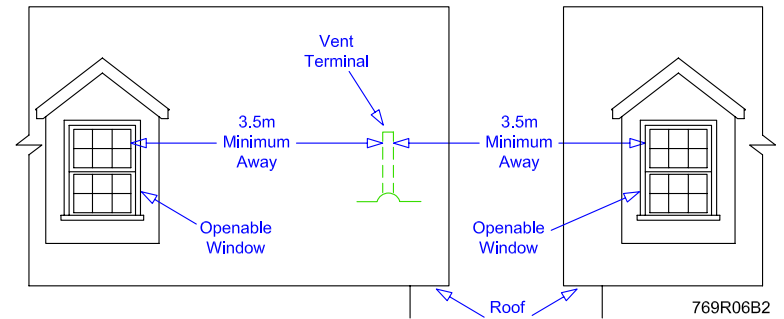 Vent
Terminal
3.5m
Minimum
Away
3.5m
Minimum
Away
Openable
Window
Openable
Window
Roof
769R06B2